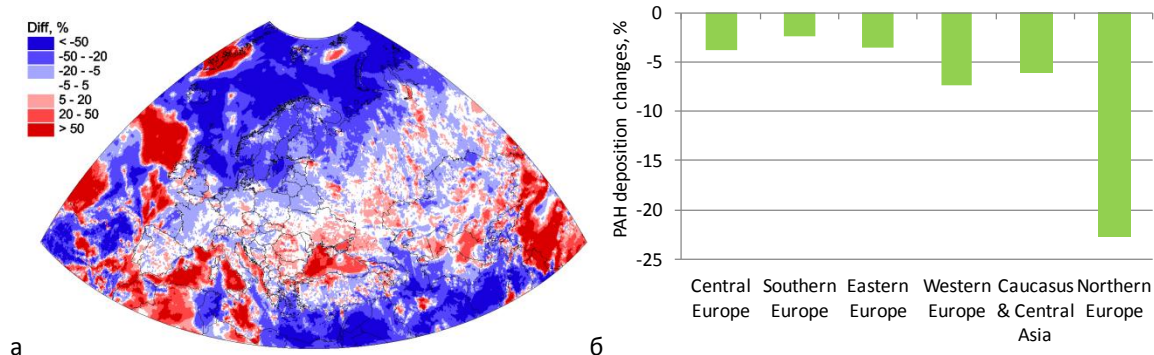 Diff, %
< -50
-50 - -20
-20 - -5
-5 - 5
5 - 20
20 - 50
> 50
а
PAH deposition changes, %
0
-5
-10
-15
-20
-25
Central Europe
Southern Europe
Eastern Europe
Western Europe
Caucasus & Central Asia
Northern Europe
б